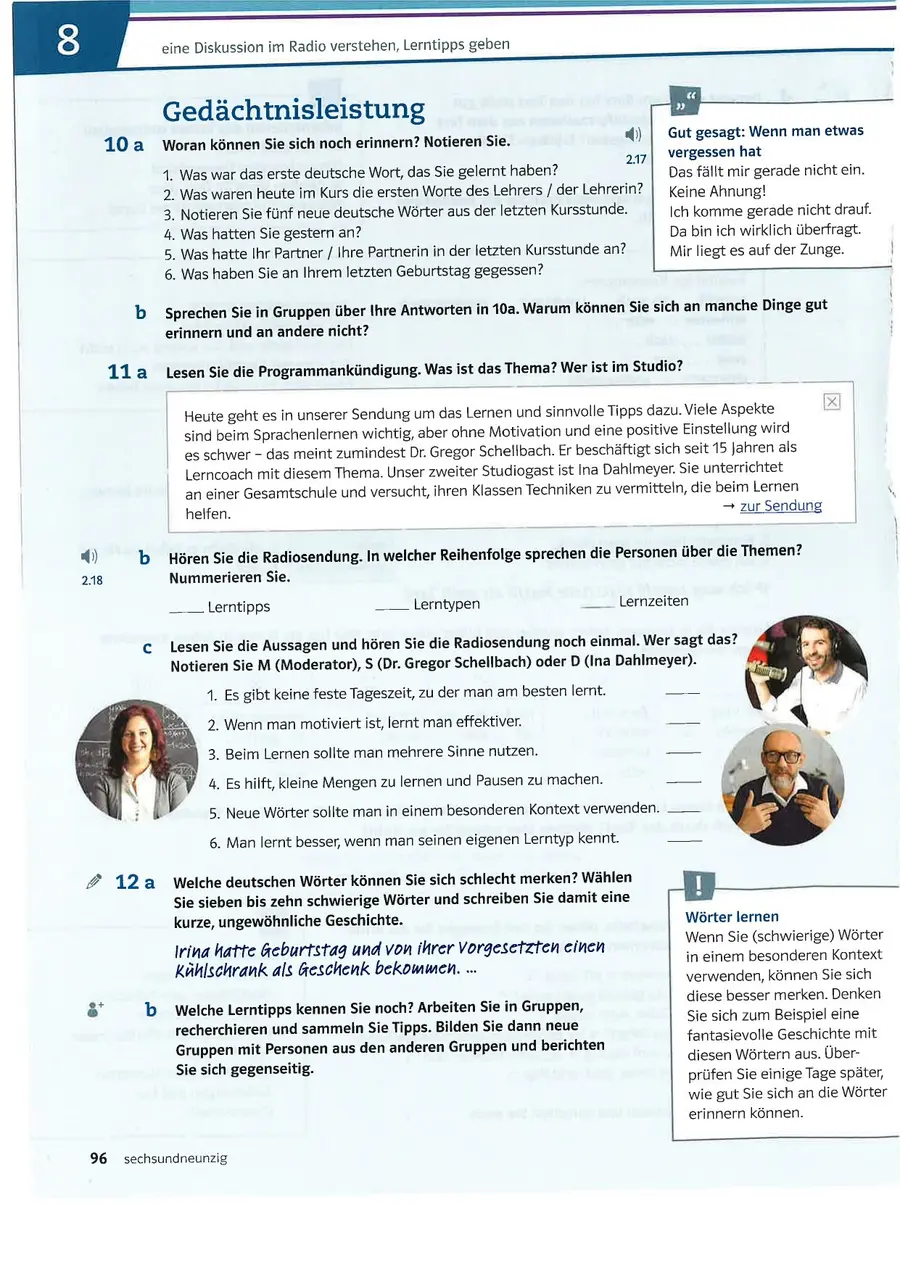 8
eine Diskussion im Radio verstehen, Lerntipps geben
Gedächtnisleistung
10 a Woran können Sie sich noch erinnern? Notieren Sie.
2.17
1. Was war das erste deutsche Wort, das Sie gelernt haben?
2. Was waren heute im Kurs die ersten Worte des Lehrers / der Lehrerin?
3. Notieren Sie fünf neue deutsche Wörter aus der letzten Kursstunde.
4. Was hatten Sie gestern an?
5. Was hatte Ihr Partner / Ihre Partnerin in der letzten Kursstunde an?
6. Was haben Sie an Ihrem letzten Geburtstag gegessen?
„“
Gut gesagt: Wenn man etwas
vergessen hat
Das fällt mir gerade nicht ein.
Keine Ahnung!
Ich komme gerade nicht drauf.
Da bin ich wirklich überfragt.
Mir liegt es auf der Zunge.
b Sprechen Sie in Gruppen über Ihre Antworten in 10a. Warum können Sie sich an manche Dinge gut
erinnern und an andere nicht?
11 a Lesen Sie die Programmankündigung. Was ist das Thema? Wer ist im Studio?
Heute geht es in unserer Sendung um das Lernen und sinnvolle Tipps dazu. Viele Aspekte
sind beim Sprachenlernen wichtig, aber ohne Motivation und eine positive Einstellung wird
es schwer – das meint zumindest Dr. Gregor Schellbach. Er beschäftigt sich seit 15 Jahren als
Lerncoach mit diesem Thema. Unser zweiter Studiogast ist Ina Dahlmeyer. Sie unterrichtet
an einer Gesamtschule und versucht, ihren Klassen Techniken zu vermitteln, die beim Lernen
helfen.
→ zur Sendung
b Hören Sie die Radiosendung. In welcher Reihenfolge sprechen die Personen über die Themen?
2.18 Nummerieren Sie.
____ Lerntipps ____ Lerntypen ____ Lernzeiten
c Lesen Sie die Aussagen und hören Sie die Radiosendung noch einmal. Wer sagt das?
Notieren Sie M (Moderator), S (Dr. Gregor Schellbach) oder D (Ina Dahlmeyer).
1. Es gibt keine feste Tageszeit, zu der man am besten lernt. ____
2. Wenn man motiviert ist, lernt man effektiver. ____
3. Beim Lernen sollte man mehrere Sinne nutzen. ____
4. Es hilft, kleine Mengen zu lernen und Pausen zu machen. ____
5. Neue Wörter sollte man in einem besonderen Kontext verwenden. ____
6. Man lernt besser, wenn man seinen eigenen Lerntyp kennt. ____
12 a Welche deutschen Wörter können Sie sich schlecht merken? Wählen
Sie sieben bis zehn schwierige Wörter und schreiben Sie damit eine
kurze, ungewöhnliche Geschichte.
Irina hatte Geburtstag und von ihrer Vorgesetzten einen
Kühlschrank als Geschenk bekommen. ...
b Welche Lerntipps kennen Sie noch? Arbeiten Sie in Gruppen,
recherchieren und sammeln Sie Tipps. Bilden Sie dann neue
Gruppen mit Personen aus den anderen Gruppen und berichten
Sie sich gegenseitig.
!
Wörter lernen
Wenn Sie (schwierige) Wörter
in einem besonderen Kontext
verwenden, können Sie sich
diese besser merken. Denken
Sie sich zum Beispiel eine
fantasievolle Geschichte mit
diesen Wörtern aus. Über-
prüfen Sie einige Tage später,
wie gut Sie sich an die Wörter
erinnern können.
96 sechsundneunzig